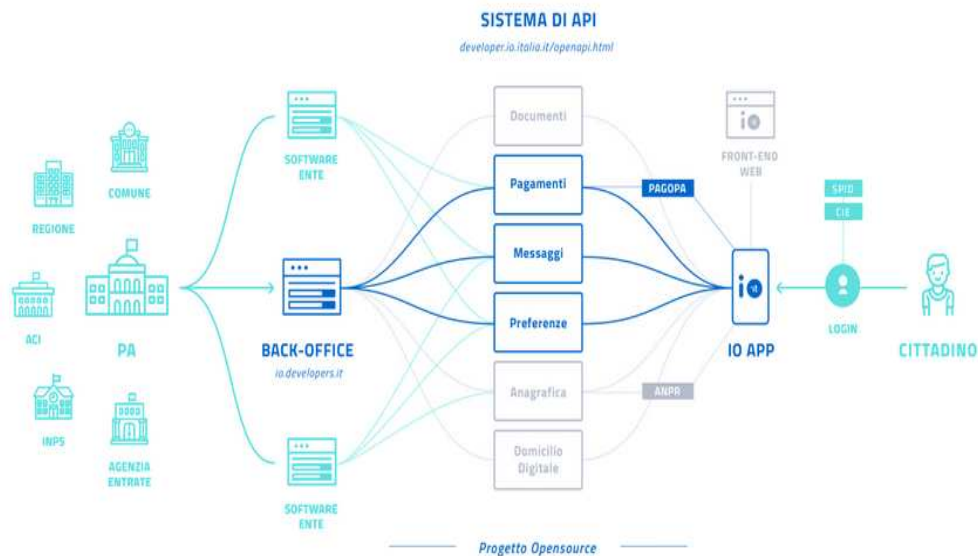 SISTEMA DI API
developer.io.italia.it/openapi.html
SOFTWARE
ENTE
COMUNE
REGIONE
ACI
PA
INPS
AGENZIA
ENTRATE
BACK-OFFICE
io.developers.it
SOFTWARE
ENTE
Documenti
Pagamenti
Messaggi
Preferenze
Anagrafica
Domicilio
Digitale
io
FRONT-END
WEB
PAGOPA
io
IO APP
ANPR
SPID
CIE
LOGIN
CITTADINO
Progetto Opensource